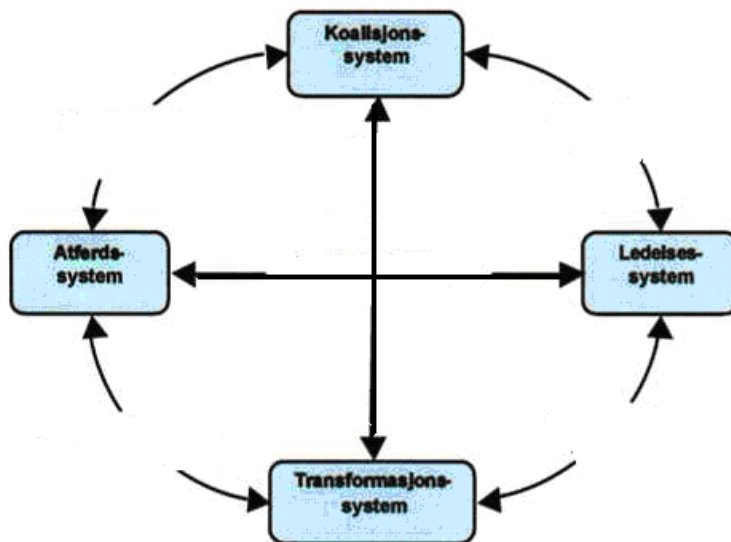 Koalisjons-
system
Atferds-
system
Ledelses-
system
Transformasjons-
system